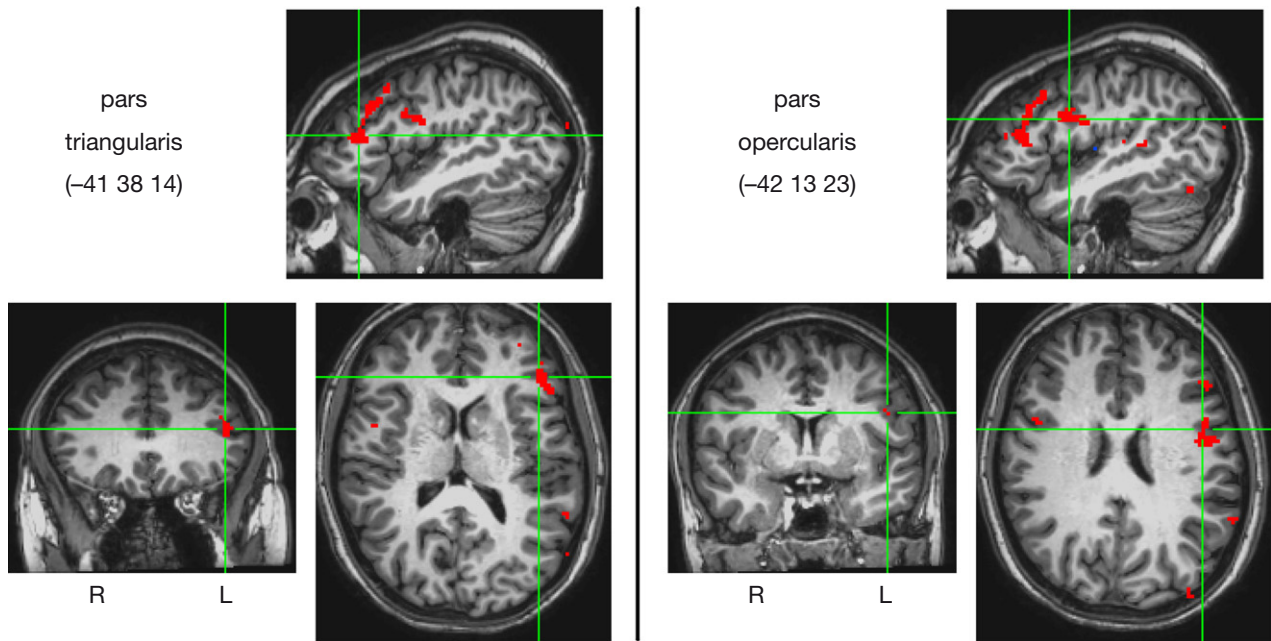 pars
triangularis
(–41 38 14)
R L
pars
opercularis
(–42 13 23)
R L